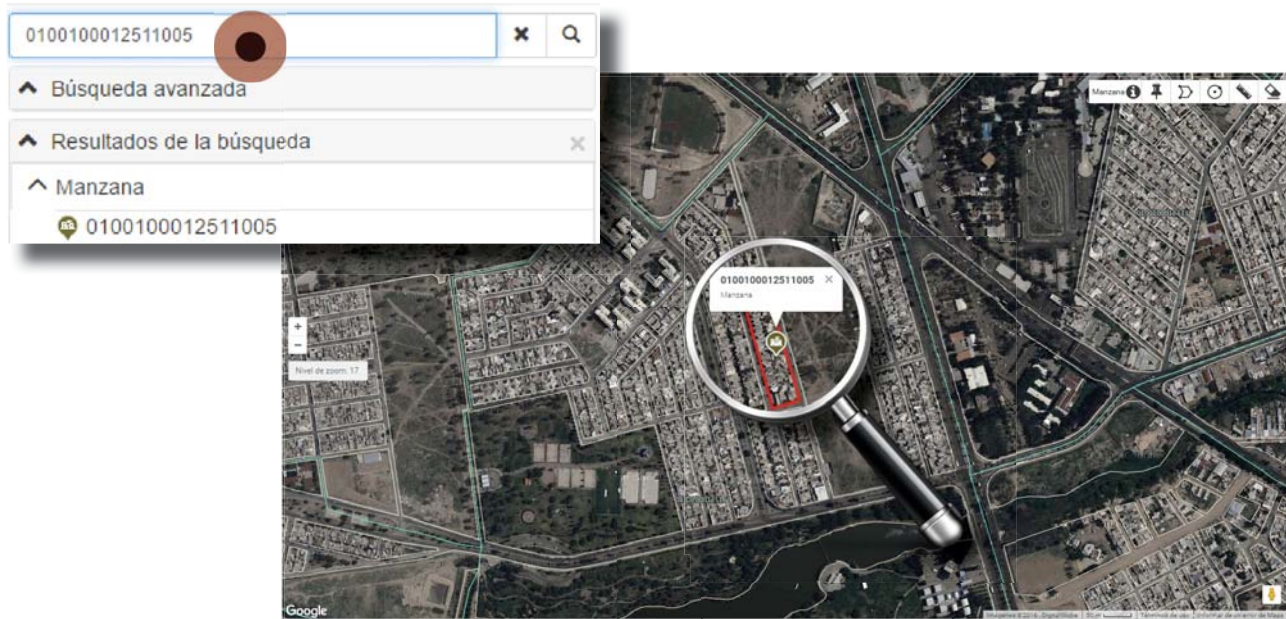 0100100012511005
Búsqueda avanzada
Resultados de la búsqueda
Manzana
0100100012511005
Manzana
0100100012511005
Manzana
Nivel de zoom: 17
Google